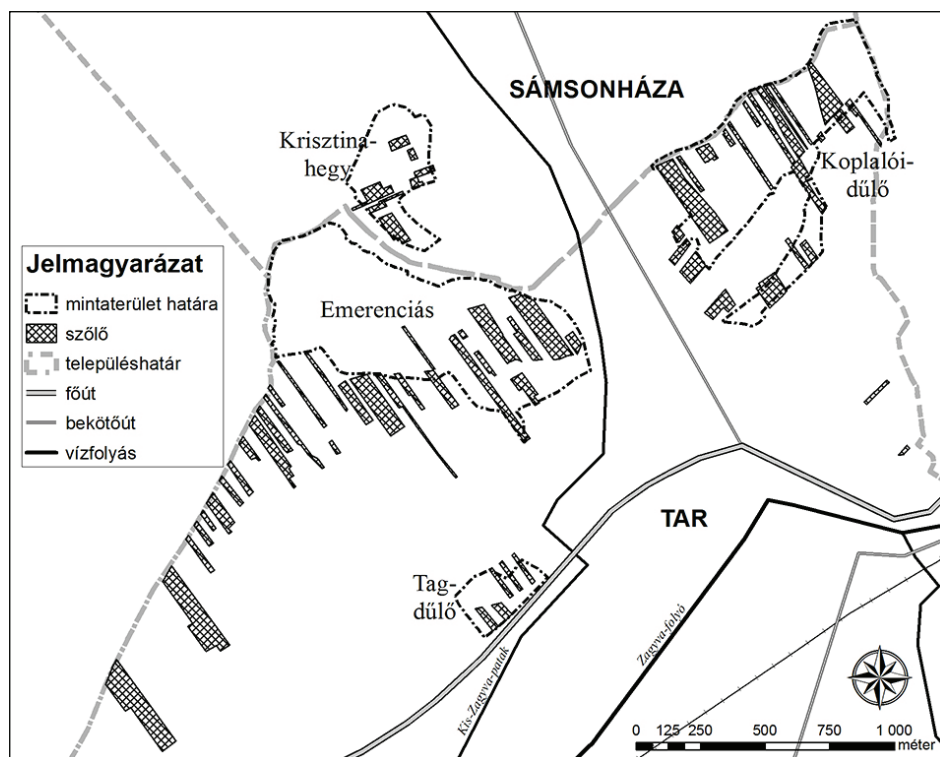 SÁMSONHÁZA
Krisztina-
hegy
Koplalói-
dűlő
Jelmagyarázat
mintaterület határa
szőlő
településhatár
főút
bekötőút
vízfolyás
Emerenciás
TAR
Tag-
dűlő
Kis-Zagyva-patak
Zagyva-folyó
0 125 250 500 750 1 000
méter